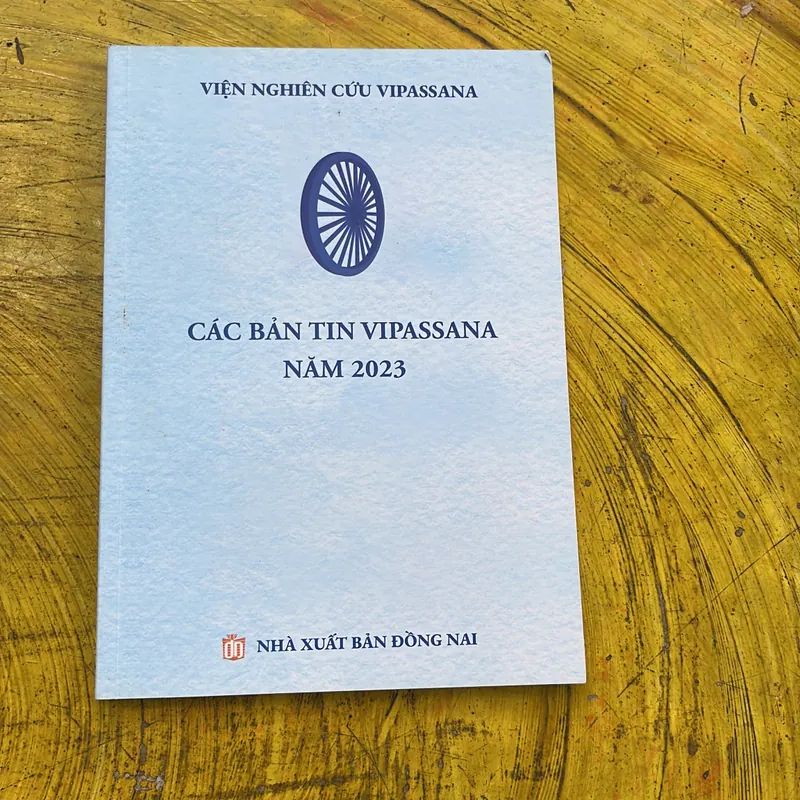 VIỆN NGHIÊN CỨU VIPASSANA
CÁC BẢN TIN VIPASSANA
NĂM 2023
NHÀ XUẤT BẢN ĐỒNG NAI